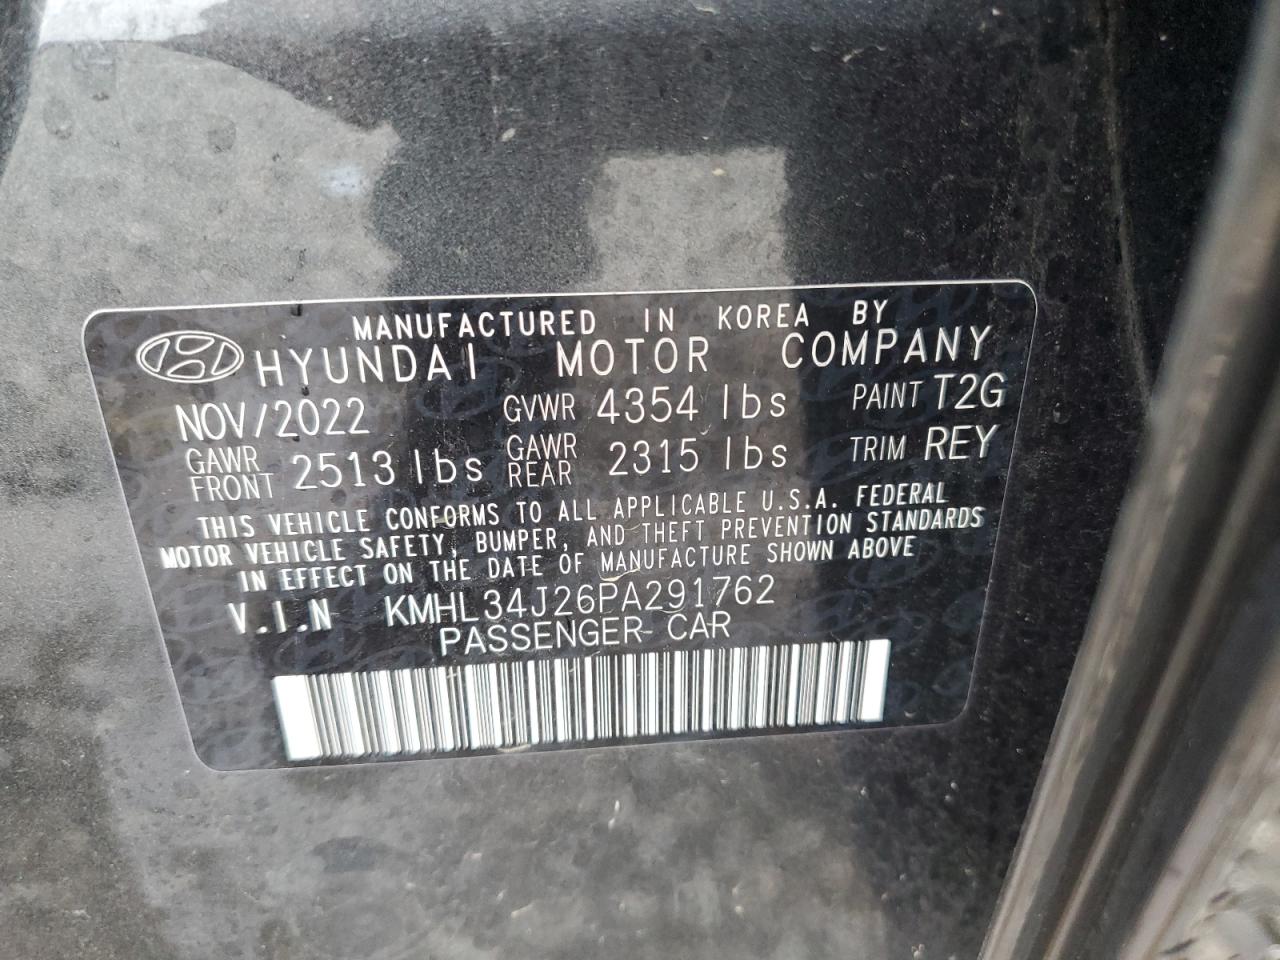 MANUFACTURED IN KOREA BY
HYUNDAI MOTOR COMPANY
NOV/2022 GVWR 4354 lbs PAINT T2G
GAWR FRONT 2513 lbs GAWR REAR 2315 lbs TRIM REY
THIS VEHICLE CONFORMS TO ALL APPLICABLE U.S.A. FEDERAL
MOTOR VEHICLE SAFETY, BUMPER, AND THEFT PREVENTION STANDARDS
IN EFFECT ON THE DATE OF MANUFACTURE SHOWN ABOVE
V.I.N KMHL34J26PA291762
PASSENGER CAR